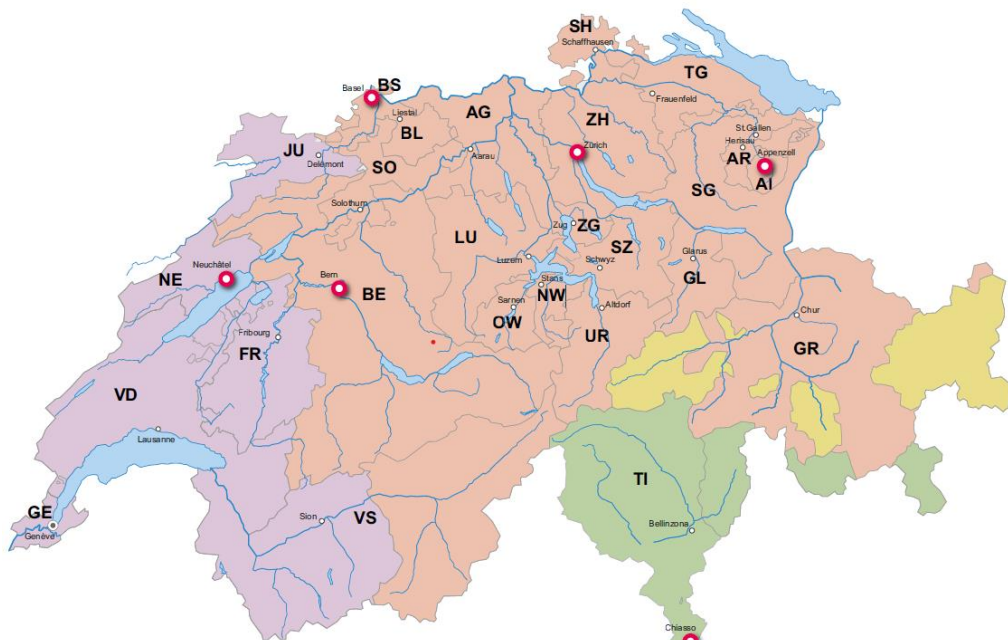 SH
Schaffhausen
TG
Basel
BS
Frauenfeld
Liestal
AG
BL
ZH
St.Gallen
Herisau
Zürich
JU
Delémont
SO
Aarau
AR
Appenzell
AI
SG
Solothurn
LU
Zug
ZG
SZ
Luzern
Schwyz
Glarus
GL
NE
Neuchâtel
Bern
BE
Stans
NW
Sarnen
OW
Altdorf
UR
Chur
GR
Fribourg
FR
VD
Lausanne
TI
GE
Genève
Sion
VS
Bellinzona
Chiasso